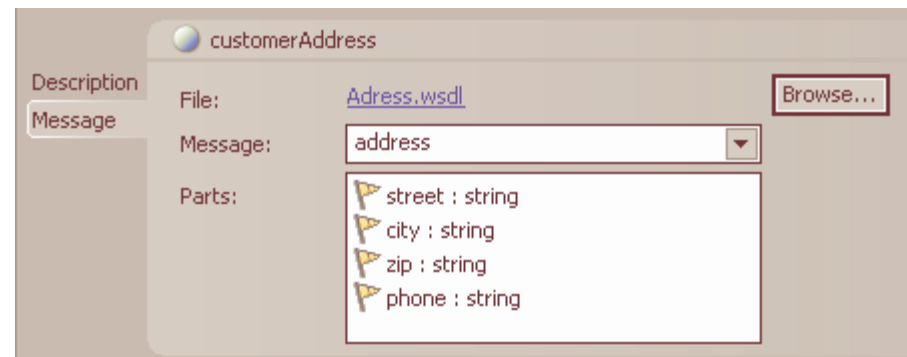 customerAddress
Description
File: Adress.wsdl Browse...
Message
Message: address
Parts: street : string
city : string
zip : string
phone : string